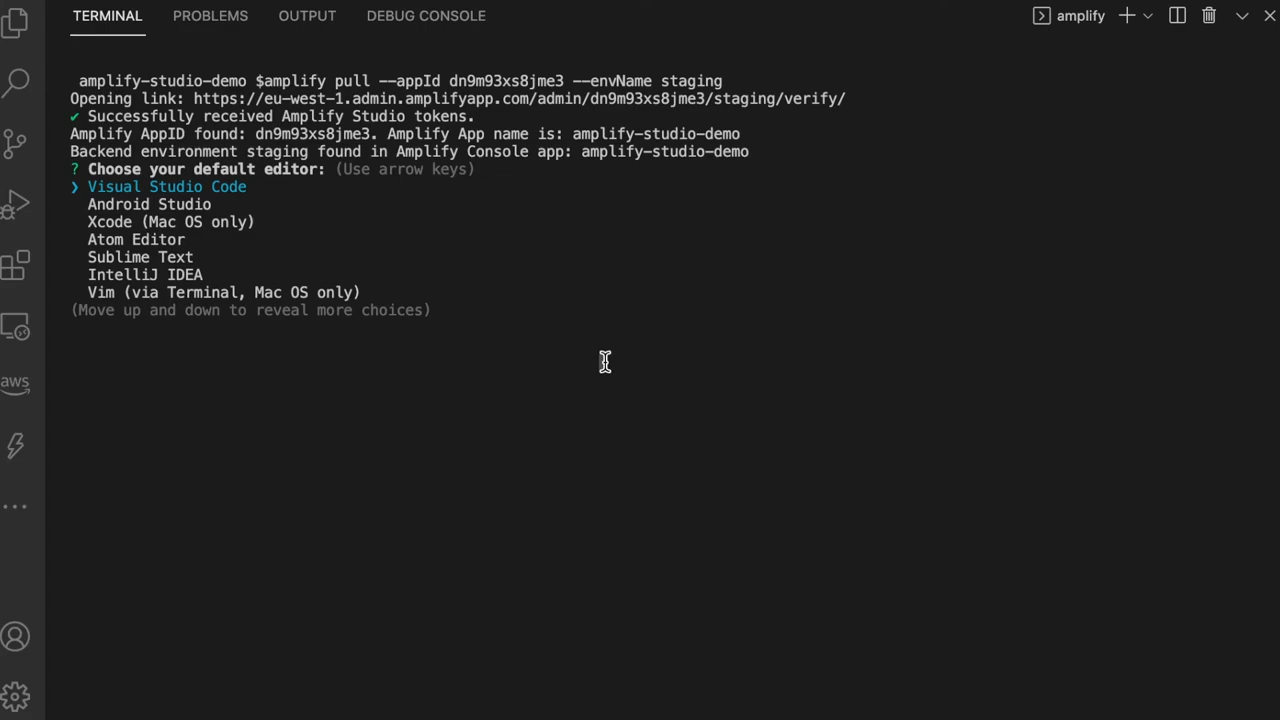 TERMINAL PROBLEMS OUTPUT DEBUG CONSOLE amplify
amplify-studio-demo $amplify pull --appId dn9m93xs8jme3 --envName staging
Opening link: https://eu-west-1.admin.amplifyapp.com/admin/dn9m93xs8jme3/staging/verify/
✔ Successfully received Amplify Studio tokens.
Amplify AppID found: dn9m93xs8jme3. Amplify App name is: amplify-studio-demo
Backend environment staging found in Amplify Console app: amplify-studio-demo
? Choose your default editor: (Use arrow keys)
❯ Visual Studio Code
Android Studio
Xcode (Mac OS only)
Atom Editor
Sublime Text
IntelliJ IDEA
Vim (via Terminal, Mac OS only)
(Move up and down to reveal more choices)
aws